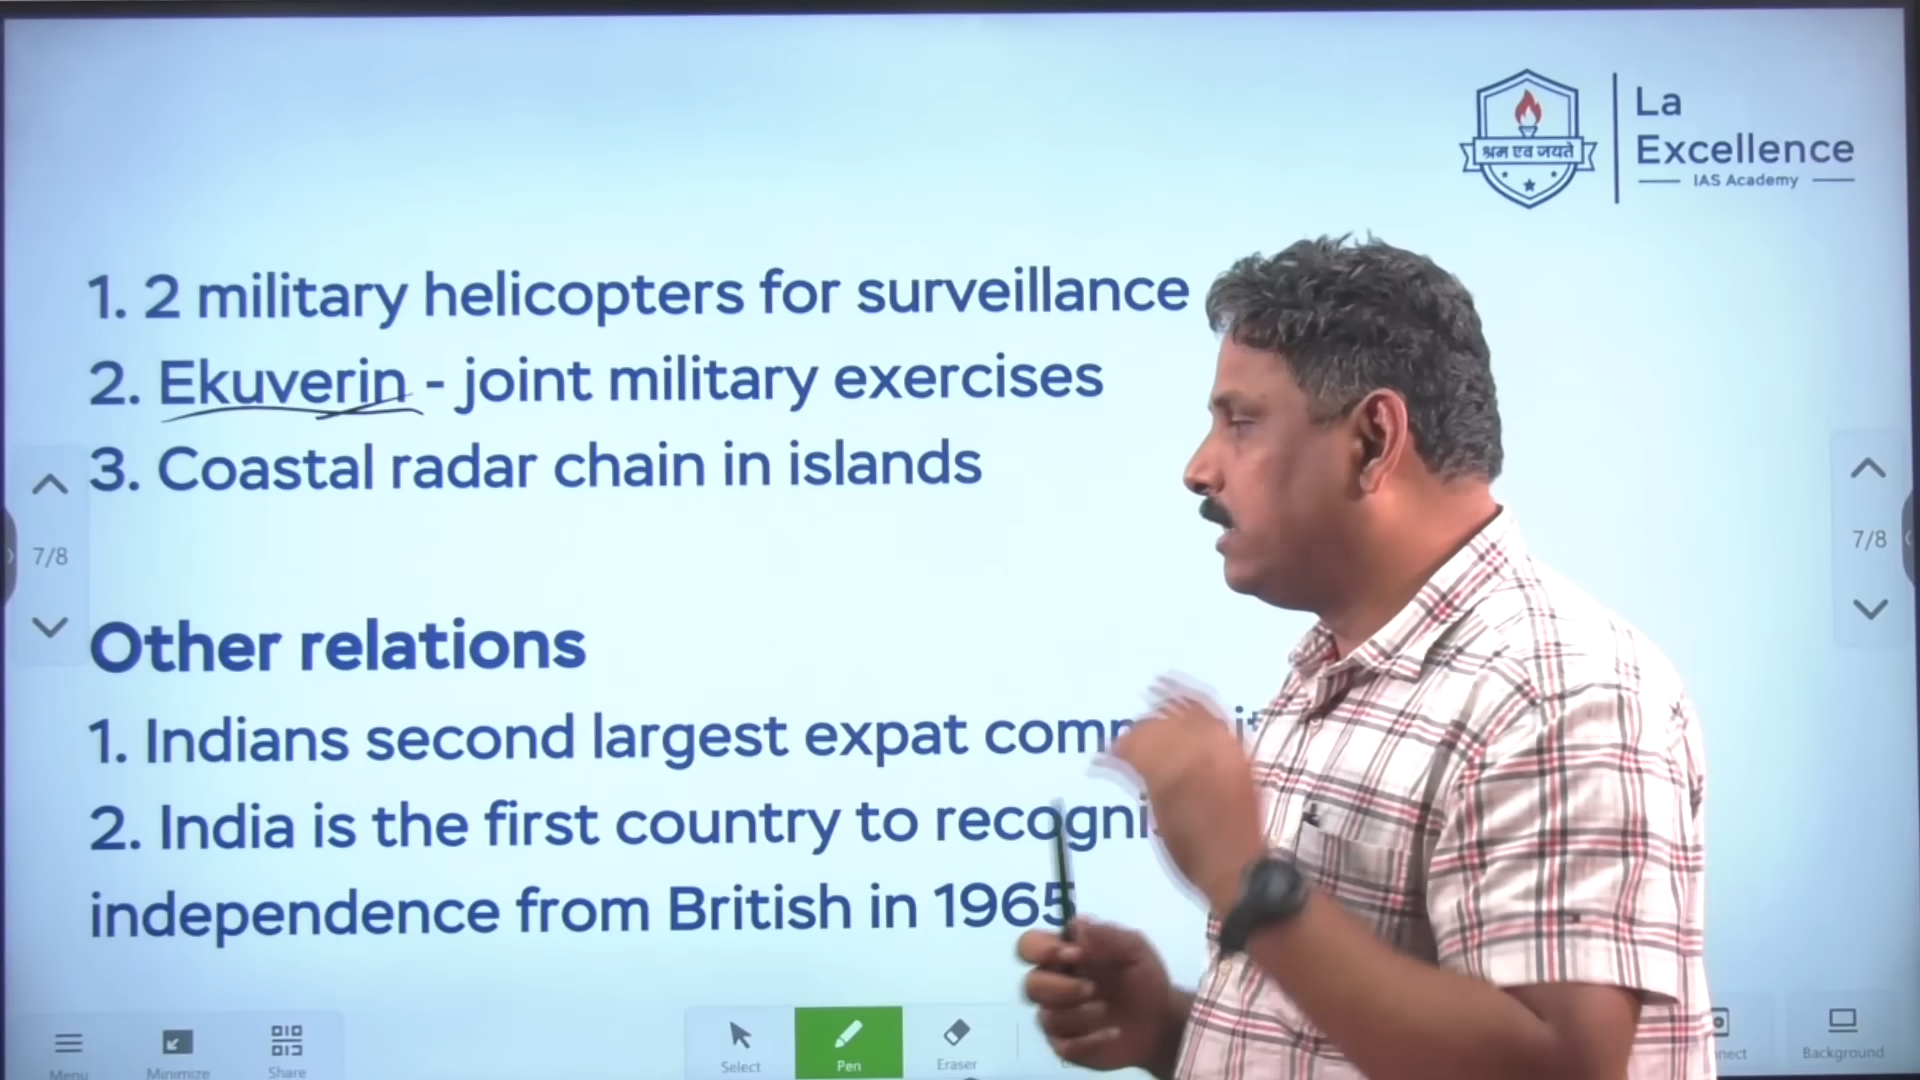 La
Excellence
IAS Academy
श्रम एव जयते
1. 2 military helicopters for surveillance
2. Ekuverin - joint military exercises
3. Coastal radar chain in islands
7/8
7/8
Other relations
1. Indians second largest expat
2. India is the first country to
independence from British in 1965
Menu
Minimize
Share
Select
Pen
Eraser
Background